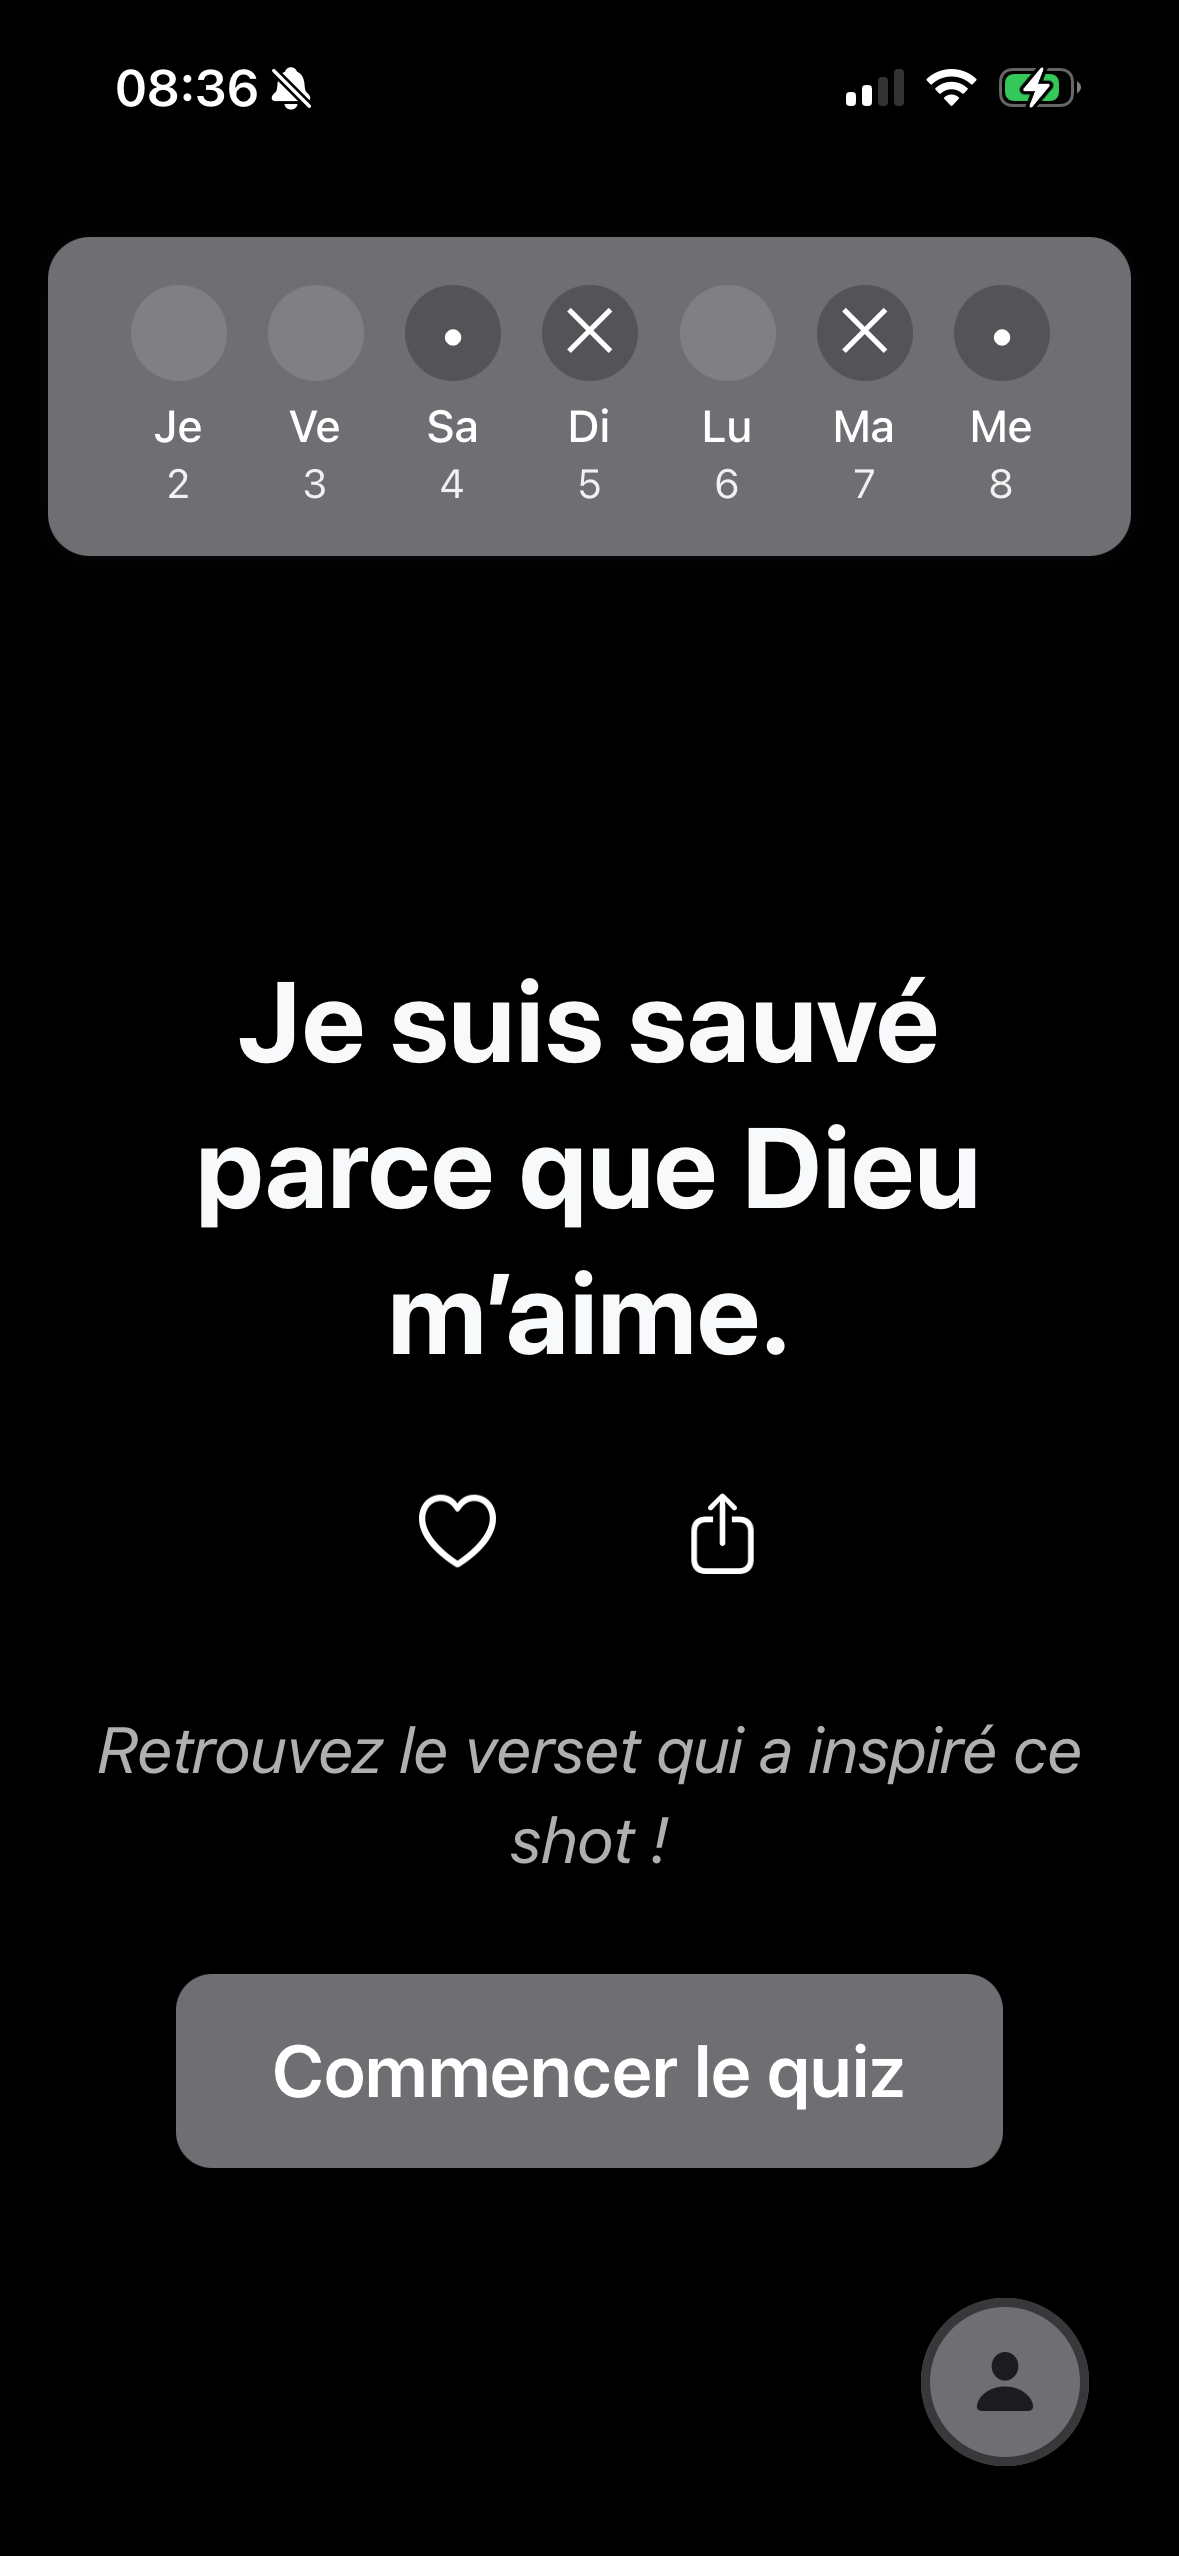 08:36
Je Ve Sa Di Lu Ma Me
2 3 4 5 6 7 8
Je suis sauvé
parce que Dieu
m’aime.
Retrouvez le verset qui a inspiré ce
shot !
Commencer le quiz